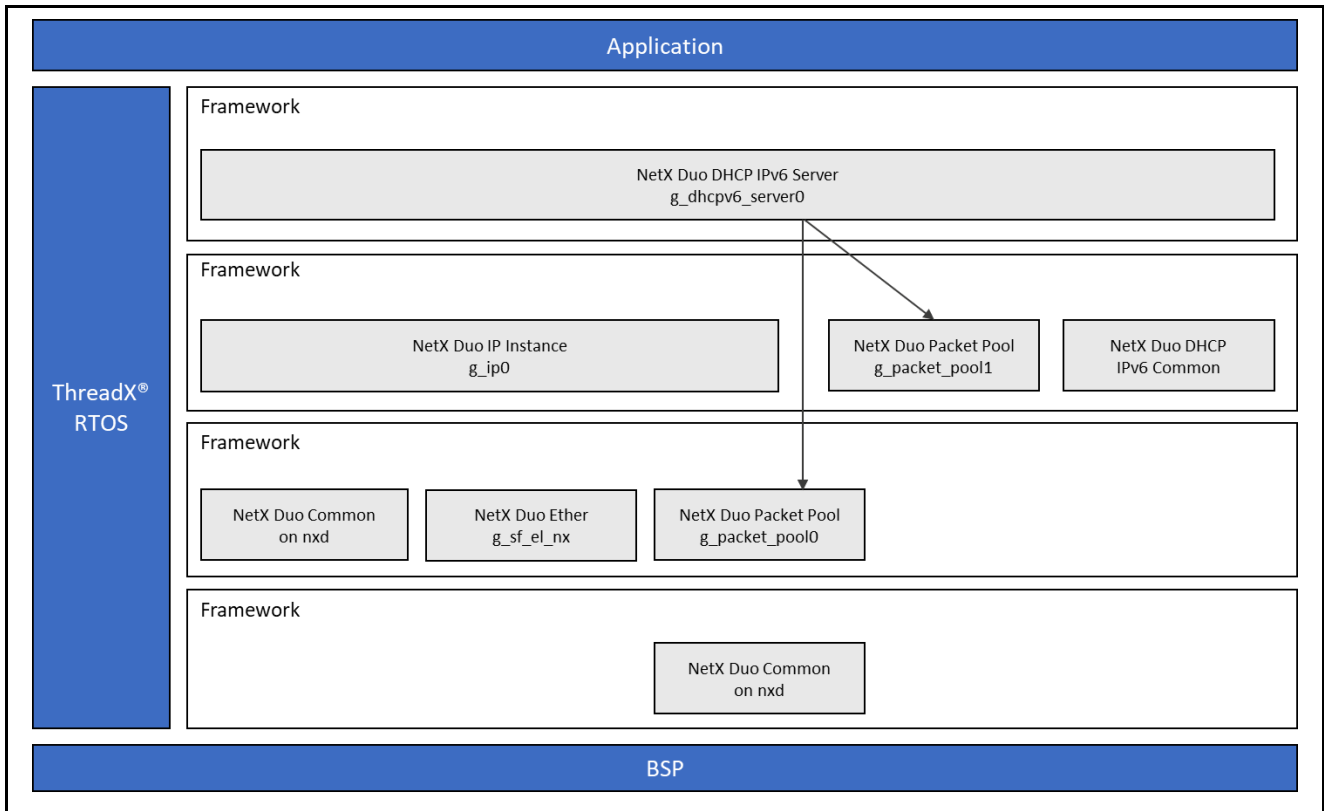 Application
ThreadX®
RTOS
Framework
NetX Duo DHCP IPv6 Server
g_dhcpv6_server0
Framework
NetX Duo IP Instance
g_ip0
NetX Duo Packet Pool
g_packet_pool1
NetX Duo DHCP
IPv6 Common
Framework
NetX Duo Common
on nxd
NetX Duo Ether
g_sf_el_nx
NetX Duo Packet Pool
g_packet_pool0
Framework
NetX Duo Common
on nxd
BSP